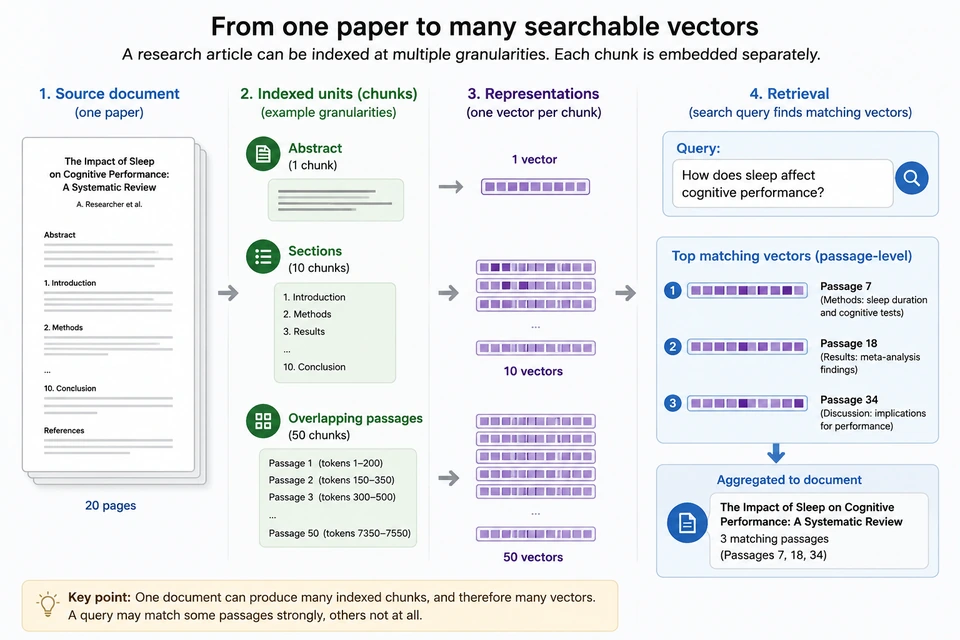 From one paper to many searchable vectors
A research article can be indexed at multiple granularities. Each chunk is embedded separately.
1. Source document
(one paper)
The Impact of Sleep
on Cognitive Performance:
A Systematic Review
A. Researcher et al.
Abstract
1. Introduction
2. Methods
...
10. Conclusion
References
20 pages
2. Indexed units (chunks)
(example granularities)
Abstract
(1 chunk)
Sections
(10 chunks)
1. Introduction
2. Methods
3. Results
...
10. Conclusion
Overlapping passages
(50 chunks)
Passage 1 (tokens 1–200)
Passage 2 (tokens 150–350)
Passage 3 (tokens 300–500)
...
Passage 50 (tokens 7350–7550)
3. Representations
(one vector per chunk)
1 vector
...
10 vectors
...
50 vectors
4. Retrieval
(search query finds matching vectors)
Query:
How does sleep affect
cognitive performance?
Top matching vectors (passage-level)
1
Passage 7
(Methods: sleep duration
and cognitive tests)
2
Passage 18
(Results: meta-analysis
findings)
3
Passage 34
(Discussion: implications
for performance)
Aggregated to document
The Impact of Sleep on Cognitive
Performance: A Systematic Review
3 matching passages
(Passages 7, 18, 34)
Key point: One document can produce many indexed chunks, and therefore many vectors.
A query may match some passages strongly, others not at all.